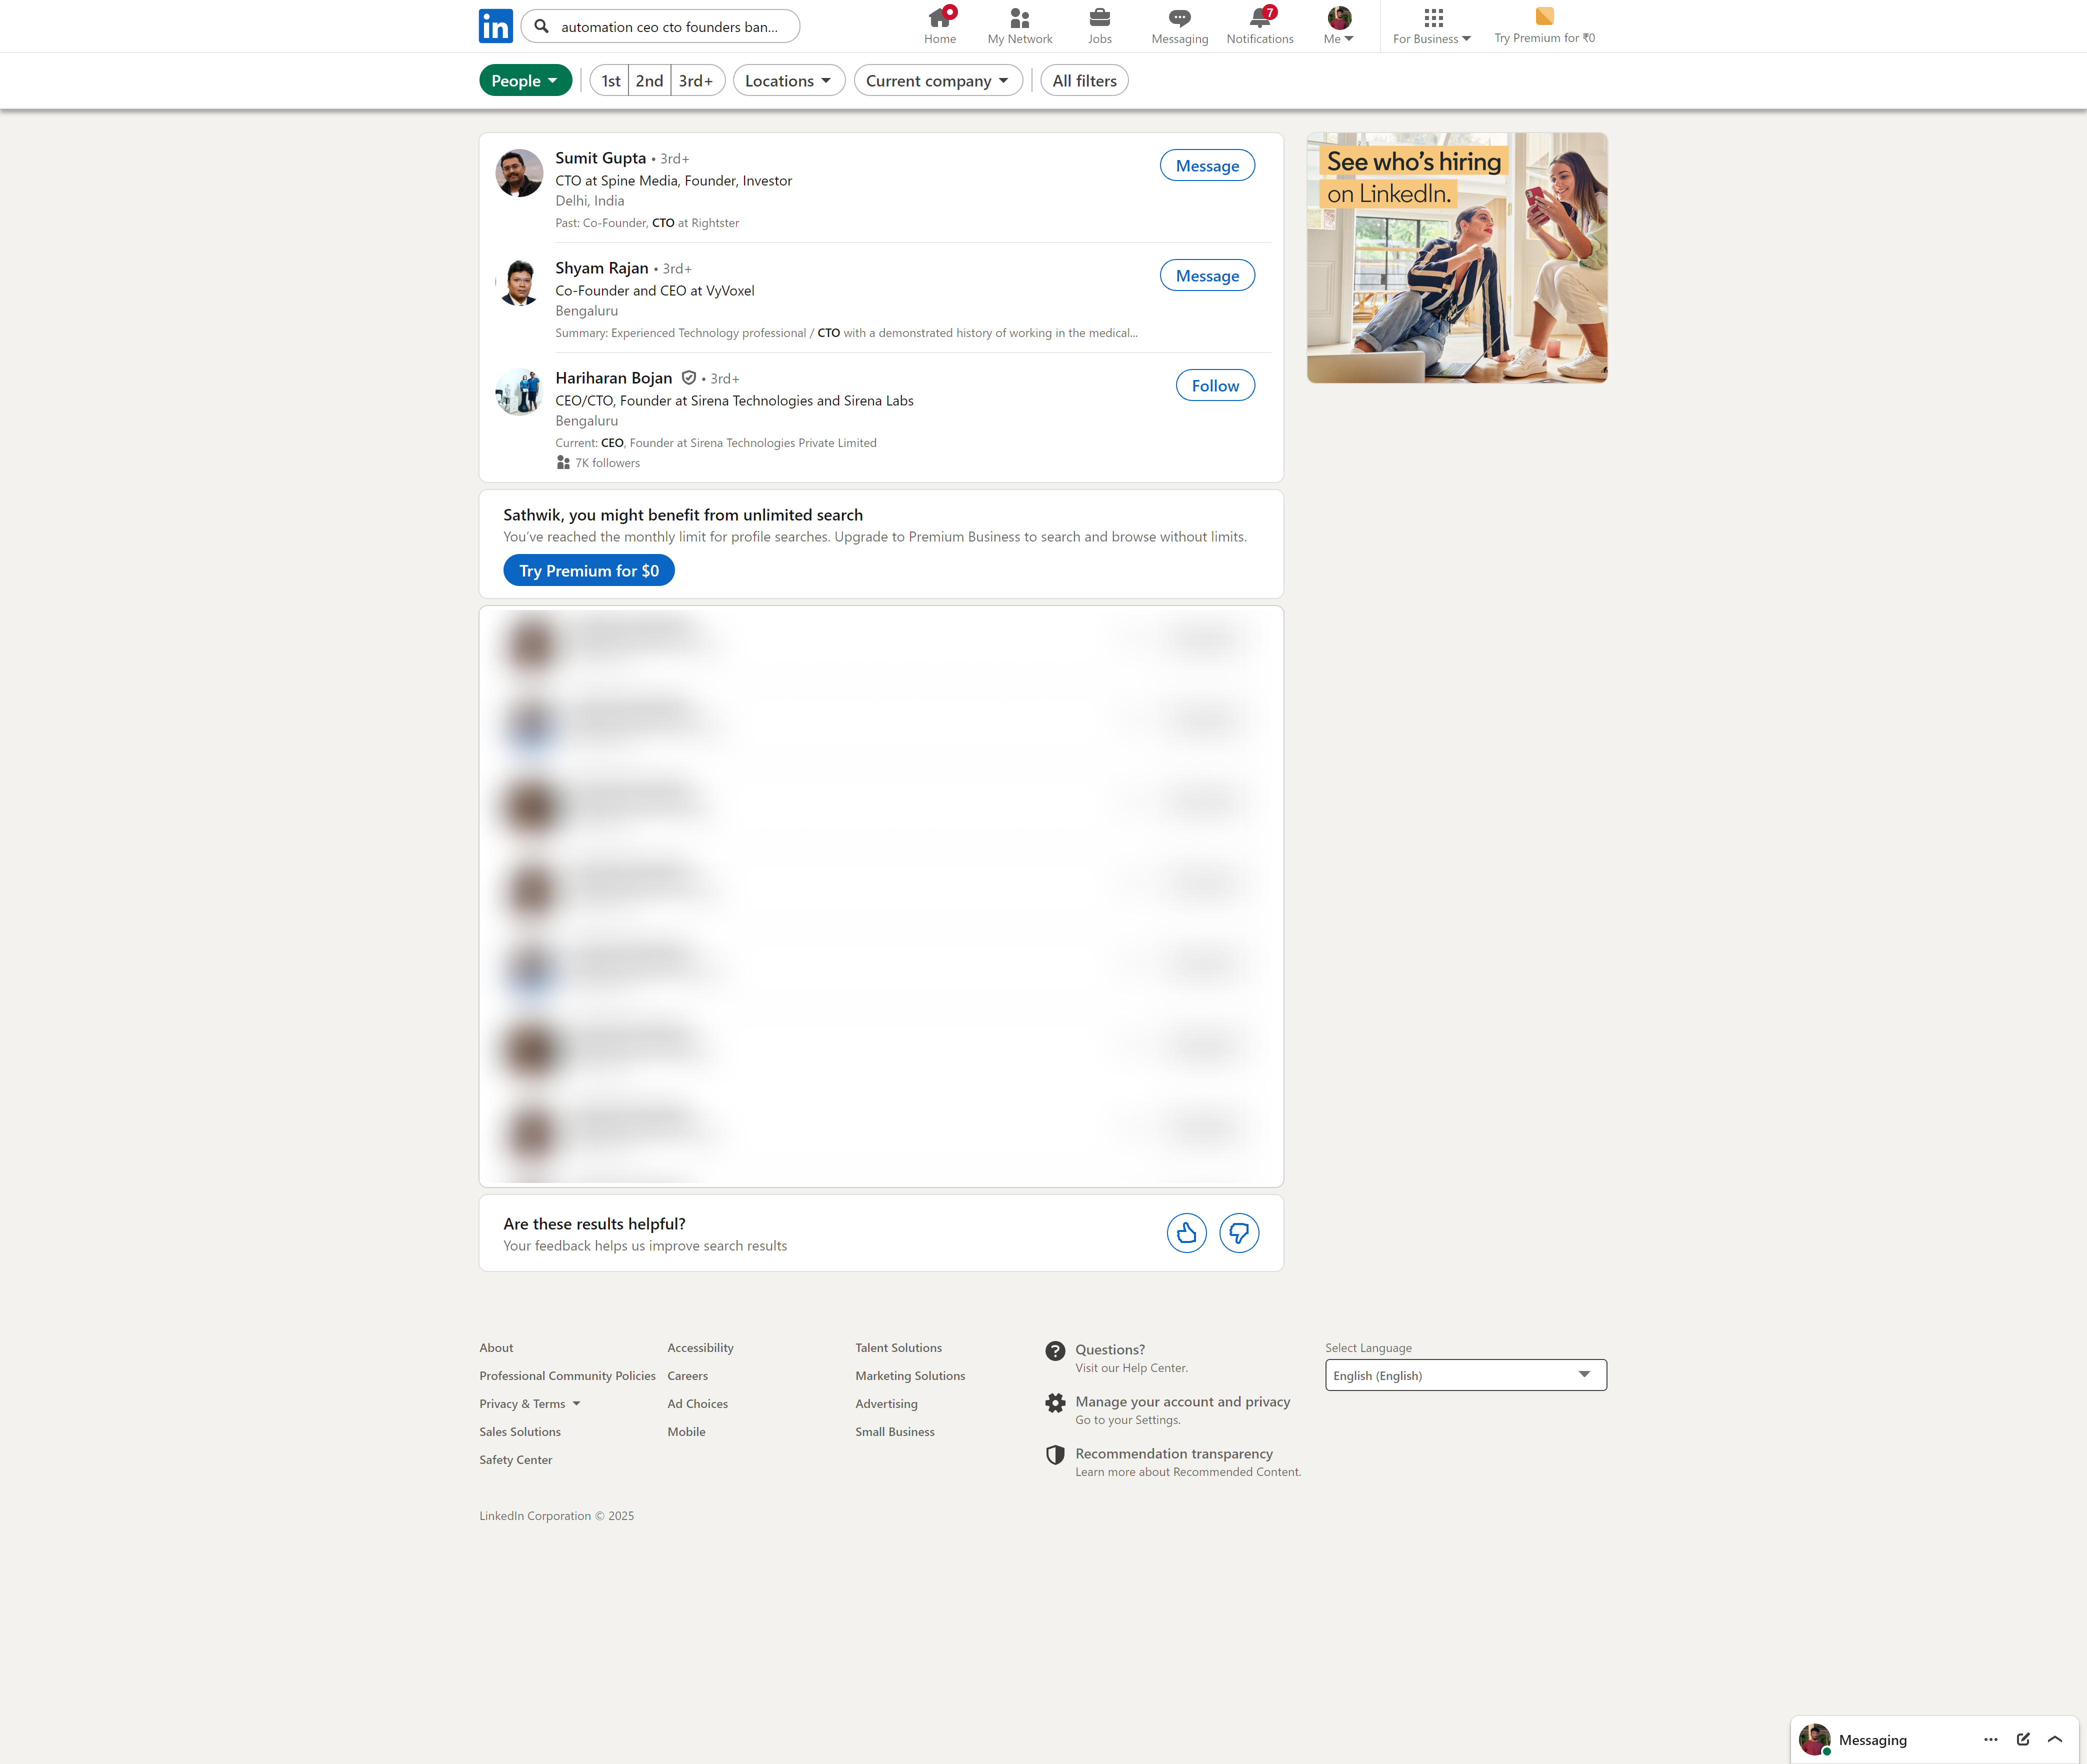 in
automation ceo cto founders ban...
Home
My Network
Jobs
Messaging
7
Notifications
Me
For Business
Try Premium for ₹0
People
1st
2nd
3rd+
Locations
Current company
All filters
Sumit Gupta • 3rd+
CTO at Spine Media, Founder, Investor
Delhi, India
Past: Co-Founder, CTO at Rightster
Message
Shyam Rajan • 3rd+
Co-Founder and CEO at VyVoxel
Bengaluru
Summary: Experienced Technology professional / CTO with a demonstrated history of working in the medical...
Message
Hariharan Bojan • 3rd+
CEO/CTO, Founder at Sirena Technologies and Sirena Labs
Bengaluru
Current: CEO, Founder at Sirena Technologies Private Limited
7K followers
Follow
See who's hiring
on LinkedIn.
Sathwik, you might benefit from unlimited search
You've reached the monthly limit for profile searches. Upgrade to Premium Business to search and browse without limits.
Try Premium for $0
Are these results helpful?
Your feedback helps us improve search results
About
Professional Community Policies
Privacy & Terms
Sales Solutions
Safety Center
Accessibility
Careers
Ad Choices
Mobile
Talent Solutions
Marketing Solutions
Advertising
Small Business
Questions?
Visit our Help Center.
Manage your account and privacy
Go to your Settings.
Recommendation transparency
Learn more about Recommended Content.
Select Language
English (English)
LinkedIn Corporation © 2025
Messaging